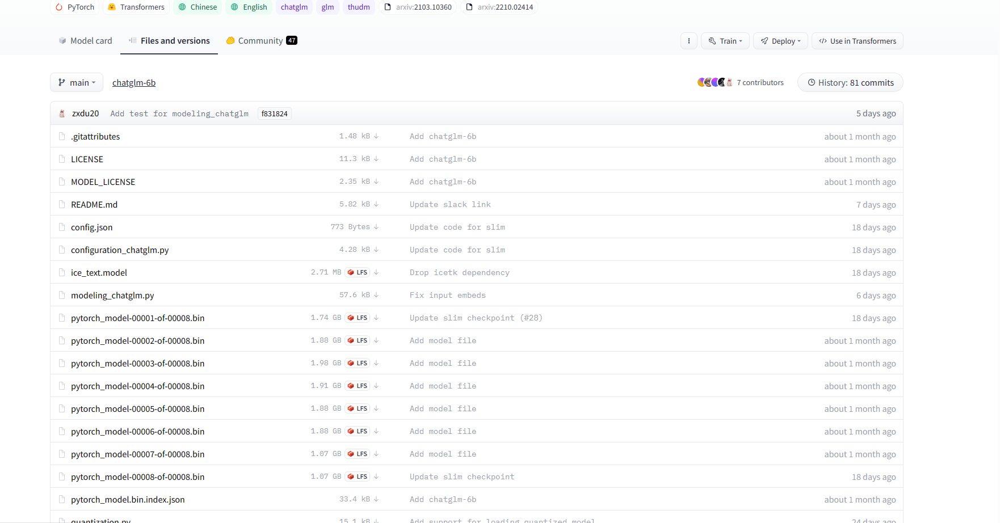 PyTorch Transformers Chinese English chatglm glm thudm arxiv:2103.10360 arxiv:2210.02414
Model card Files and versions Community 47 Train Deploy </> Use in Transformers
main chatglm-6b 7 contributors History: 81 commits
zxdu20 Add test for modeling_chatglm f831824 5 days ago
.gitattributes 1.48 kB Add chatglm-6b about 1 month ago
LICENSE 11.3 kB Add chatglm-6b about 1 month ago
MODEL_LICENSE 2.35 kB Add chatglm-6b about 1 month ago
README.md 5.82 kB Update slack link 7 days ago
config.json 773 Bytes Update code for slim 18 days ago
configuration_chatglm.py 4.28 kB Update code for slim 18 days ago
ice_text.model 2.71 MB LFS Drop icetk dependency 18 days ago
modeling_chatglm.py 57.6 kB Fix input embeds 6 days ago
pytorch_model-00001-of-00008.bin 1.74 GB LFS Update slim checkpoint (#28) 18 days ago
pytorch_model-00002-of-00008.bin 1.88 GB LFS Add model file about 1 month ago
pytorch_model-00003-of-00008.bin 1.98 GB LFS Add model file about 1 month ago
pytorch_model-00004-of-00008.bin 1.91 GB LFS Add model file about 1 month ago
pytorch_model-00005-of-00008.bin 1.88 GB LFS Add model file about 1 month ago
pytorch_model-00006-of-00008.bin 1.88 GB LFS Add model file about 1 month ago
pytorch_model-00007-of-00008.bin 1.07 GB LFS Add model file about 1 month ago
pytorch_model-00008-of-00008.bin 1.07 GB LFS Update slim checkpoint 18 days ago
pytorch_model.bin.index.json 33.4 kB Add chatglm-6b about 1 month ago
quantization.py 15.1 kB Add support for loading quantized model 24 days ago